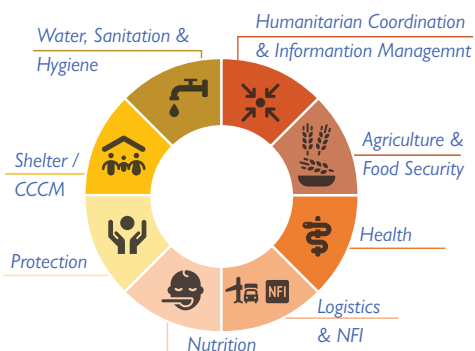 Humanitarian Coordination
& Informantion Managemnt
Water, Sanitation &
Hygiene
Agriculture &
Food Security
Shelter /
CCCM
Health
Protection
NFI
Logistics
& NFI
Nutrition